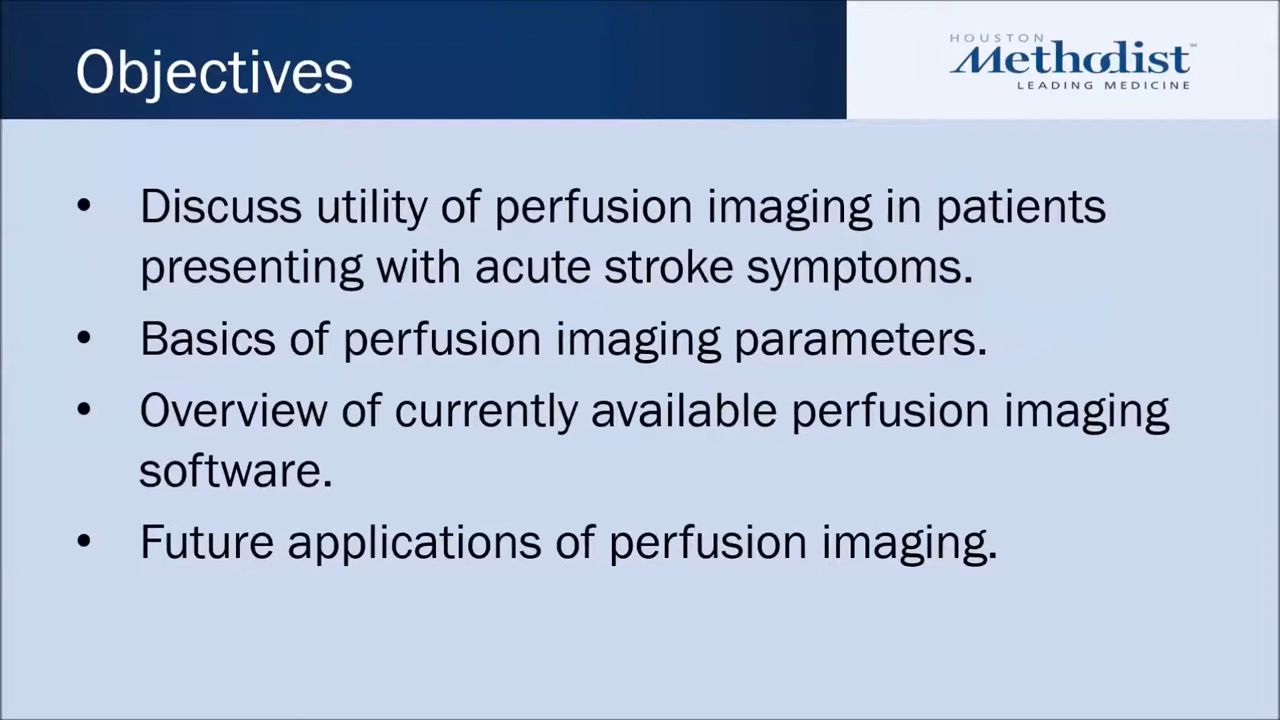 Objectives
HOUSTON
Methodist
LEADING MEDICINE
• Discuss utility of perfusion imaging in patients
presenting with acute stroke symptoms.
• Basics of perfusion imaging parameters.
• Overview of currently available perfusion imaging
software.
• Future applications of perfusion imaging.